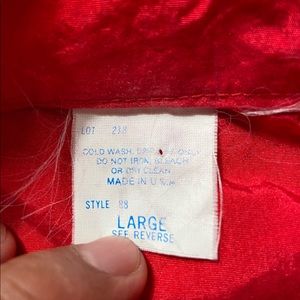 LOT 218
COLD WASH, DRIP DRY ONLY
DO NOT IRON, BLEACH
OR DRY CLEAN
MADE IN U.S.A.
STYLE 88
LARGE
SEE REVERSE